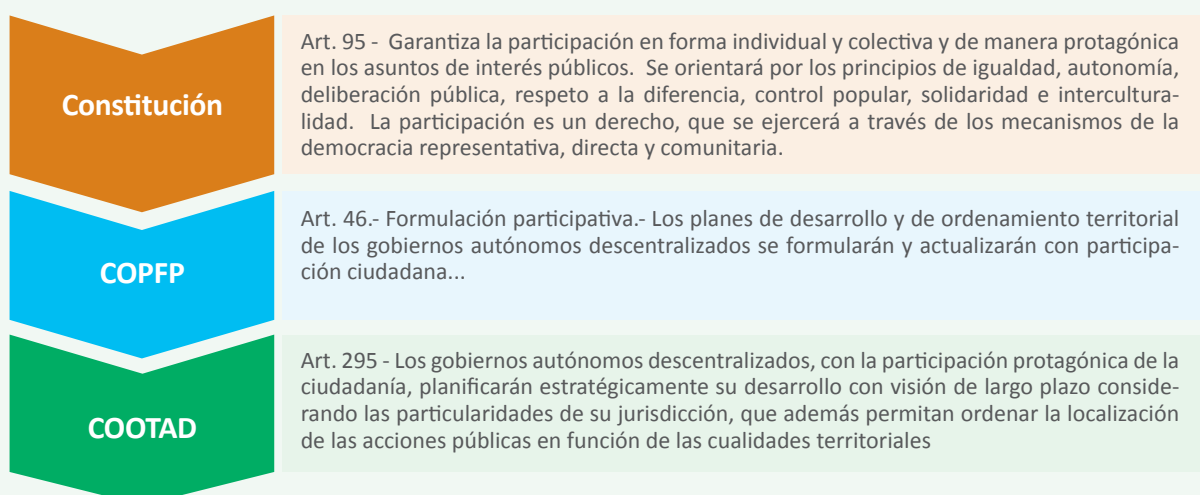 Constitución
Art. 95 -  Garantiza la participación en forma individual y colectiva y de manera protagónica
en los asuntos de interés públicos.  Se orientará por los principios de igualdad, autonomía,
deliberación pública, respeto a la diferencia, control popular, solidaridad e intercultura-
lidad.  La participación es un derecho, que se ejercerá a través de los mecanismos de la
democracia representativa, directa y comunitaria.
COPFP
Art. 46.- Formulación participativa.- Los planes de desarrollo y de ordenamiento territorial
de los gobiernos autónomos descentralizados se formularán y actualizarán con participa-
ción ciudadana...
COOTAD
Art. 295 - Los gobiernos autónomos descentralizados, con la participación protagónica de la
ciudadanía, planificarán estratégicamente su desarrollo con visión de largo plazo conside-
rando las particularidades de su jurisdicción, que además permitan ordenar la localización
de las acciones públicas en función de las cualidades territoriales